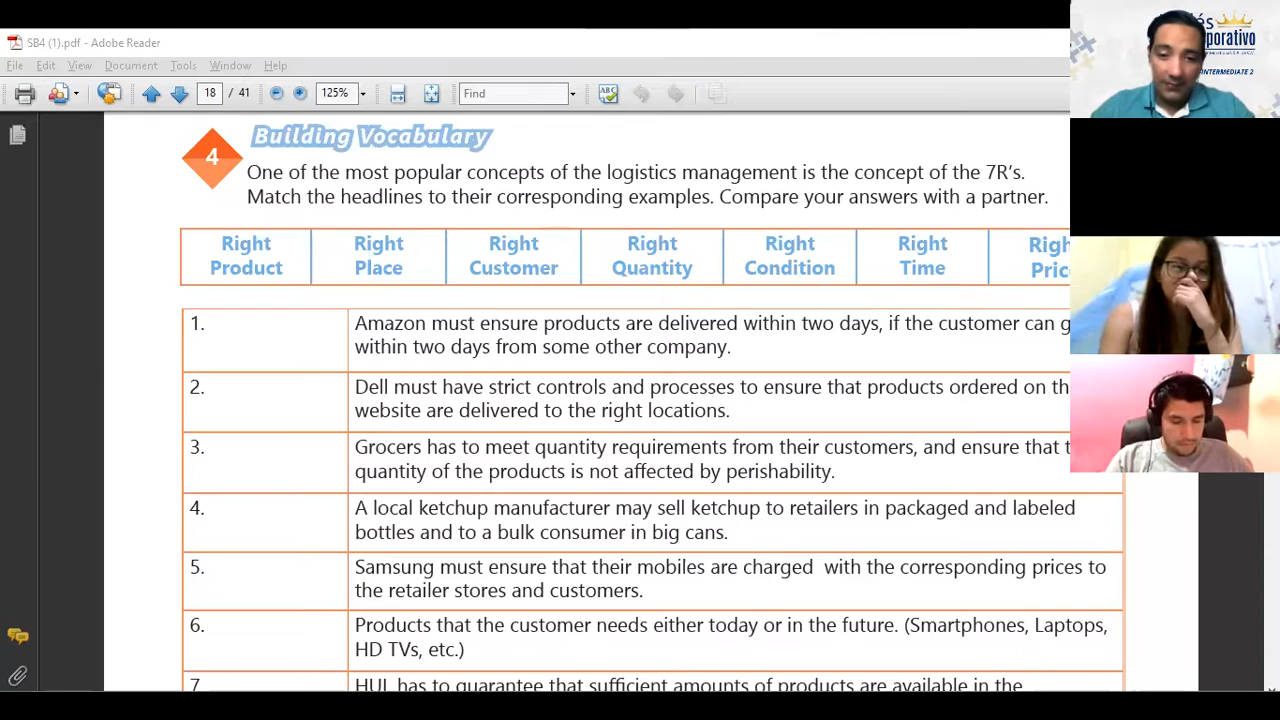 SB4 (1).pdf - Adobe Reader
File Edit View Document Tools Window Help
18 / 41 125% Find
Building Vocabulary
4
One of the most popular concepts of the logistics management is the concept of the 7R's.
Match the headlines to their corresponding examples. Compare your answers with a partner.
Right Product
Right Place
Right Customer
Right Quantity
Right Condition
Right Time
Righ Pric
1. Amazon must ensure products are delivered within two days, if the customer can g
within two days from some other company.
2. Dell must have strict controls and processes to ensure that products ordered on th
website are delivered to the right locations.
3. Grocers has to meet quantity requirements from their customers, and ensure that t
quantity of the products is not affected by perishability.
4. A local ketchup manufacturer may sell ketchup to retailers in packaged and labeled
bottles and to a bulk consumer in big cans.
5. Samsung must ensure that their mobiles are charged with the corresponding prices to
the retailer stores and customers.
6. Products that the customer needs either today or in the future. (Smartphones, Laptops,
HD TVs, etc.)
7 HUL has to guarantee that sufficient amounts of products are available in the
és
porativo
INTERMEDIATE 2